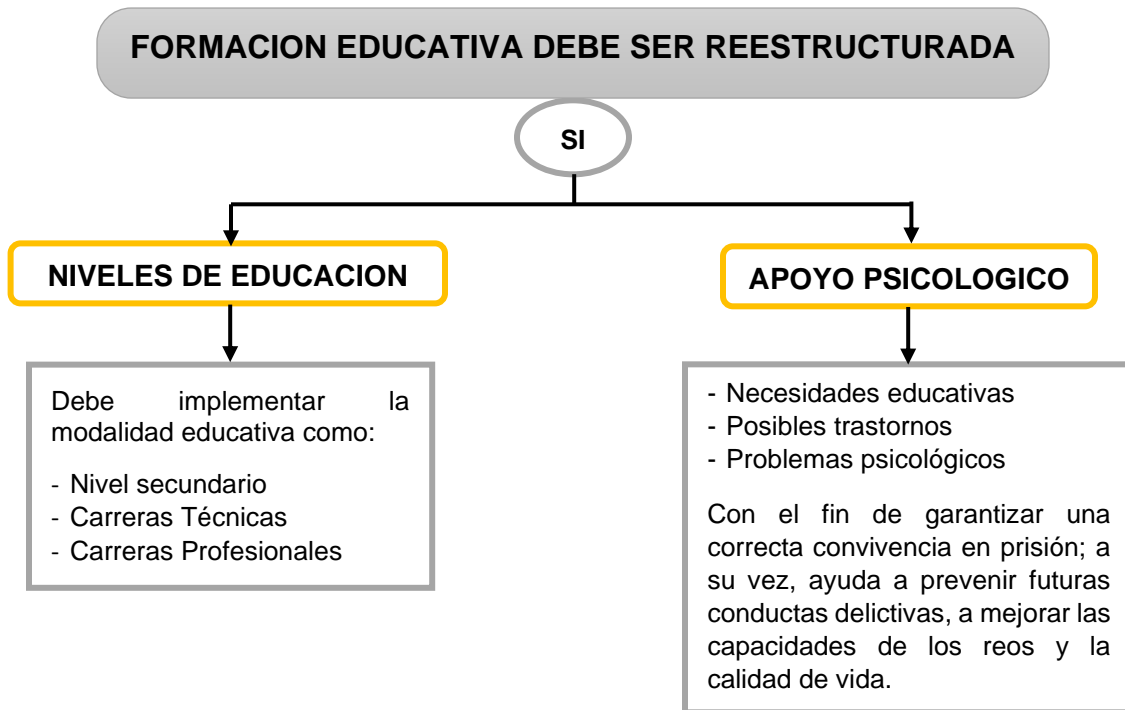 FORMACION EDUCATIVA DEBE SER REESTRUCTURADA
SI
NIVELES DE EDUCACION
Debe implementar la
modalidad educativa como:
- Nivel secundario
- Carreras Técnicas
- Carreras Profesionales
APOYO PSICOLOGICO
- Necesidades educativas
- Posibles trastornos
- Problemas psicológicos
Con el fin de garantizar una
correcta convivencia en prisión; a
su vez, ayuda a prevenir futuras
conductas delictivas, a mejorar las
capacidades de los reos y la
calidad de vida.